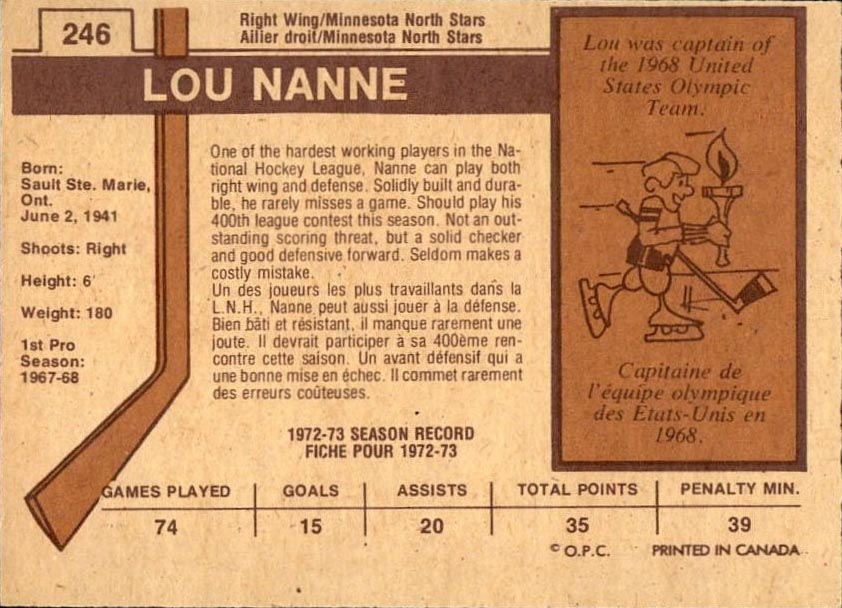 246
Right Wing/Minnesota North Stars
Ailier droit/Minnesota North Stars
LOU NANNE
Born:
Sault Ste. Marie,
Ont.
June 2, 1941
Shoots: Right
Height: 6'
Weight: 180
1st Pro
Season:
1967-68
One of the hardest working players in the Na-
tional Hockey League, Nanne can play both
right wing and defense. Solidly built and dura-
ble, he rarely misses a game. Should play his
400th league contest this season. Not an out-
standing scoring threat, but a solid checker
and good defensive forward. Seldom makes a
costly mistake.
Un des joueurs les plus travaillants dans la
L.N.H., Nanne peut aussi jouer à la défense.
Bien bâti et résistant, il manque rarement une
joute. Il devrait participer à sa 400ème ren-
contre cette saison. Un avant défensif qui a
une bonne mise en échec. Il commet rarement
des erreurs coûteuses.
Lou was captain of
the 1968 United
States Olympic
Team.
Capitaine de
l'équipe olympique
des Etats-Unis en
1968.
1972-73 SEASON RECORD
FICHE POUR 1972-73
GAMES PLAYED GOALS ASSISTS TOTAL POINTS PENALTY MIN.
74 15 20 35 39
© O.P.C. PRINTED IN CANADA